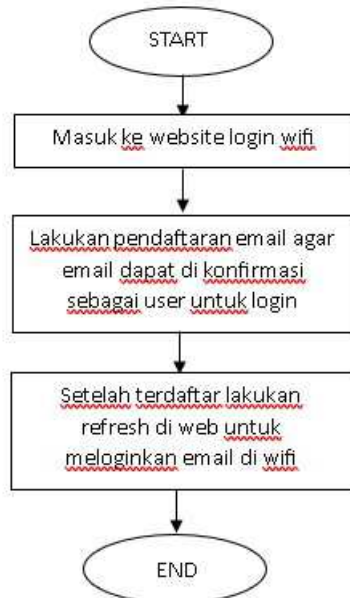 START
Masuk ke website login wifi
Lakukan pendaftaran email agar
email dapat di konfirmasi
sebagai user untuk login
Setelah terdaftar lakukan
refresh di web untuk
meloginkan email di wifi
END